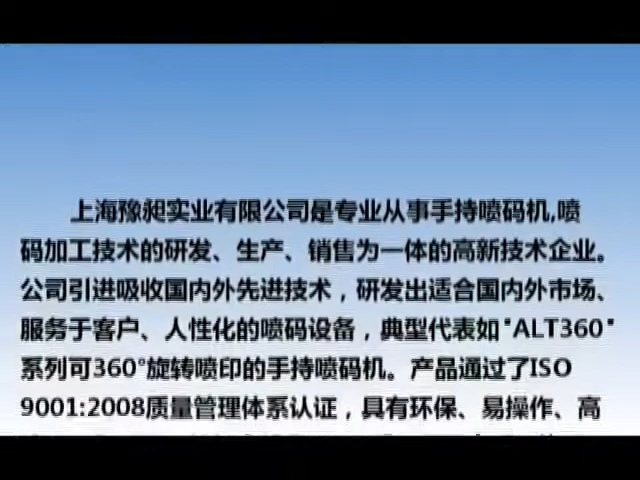 上海豫昶实业有限公司是专业从事手持喷码机,喷
码加工技术的研发、生产、销售为一体的高新技术企业。
公司引进吸收国内外先进技术，研发出适合国内外市场、
服务于客户、人性化的喷码设备，典型代表如"ALT360"
系列可360°旋转喷印的手持喷码机。产品通过了ISO
9001:2008质量管理体系认证，具有环保、易操作、高